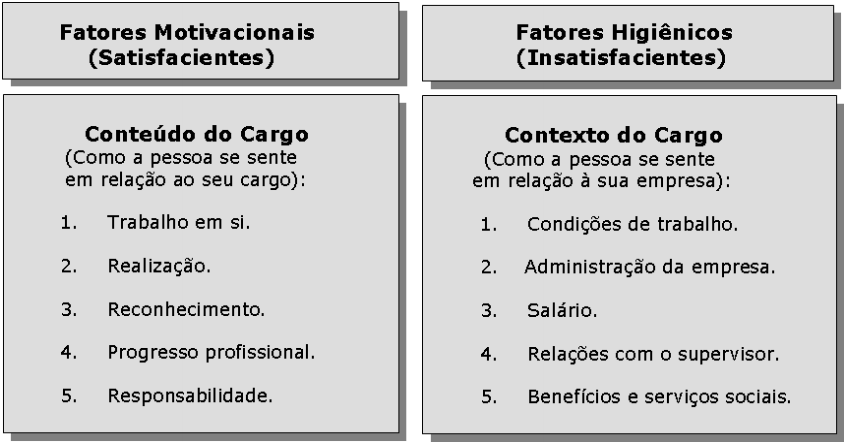 Fatores Motivacionais
(Satisfacientes)
Conteúdo do Cargo
(Como a pessoa se sente
em relação ao seu cargo):
1. Trabalho em si.
2. Realização.
3. Reconhecimento.
4. Progresso profissional.
5. Responsabilidade.
Fatores Higiênicos
(Insatisfacientes)
Contexto do Cargo
(Como a pessoa se sente
em relação à sua empresa):
1. Condições de trabalho.
2. Administração da empresa.
3. Salário.
4. Relações com o supervisor.
5. Benefícios e serviços sociais.